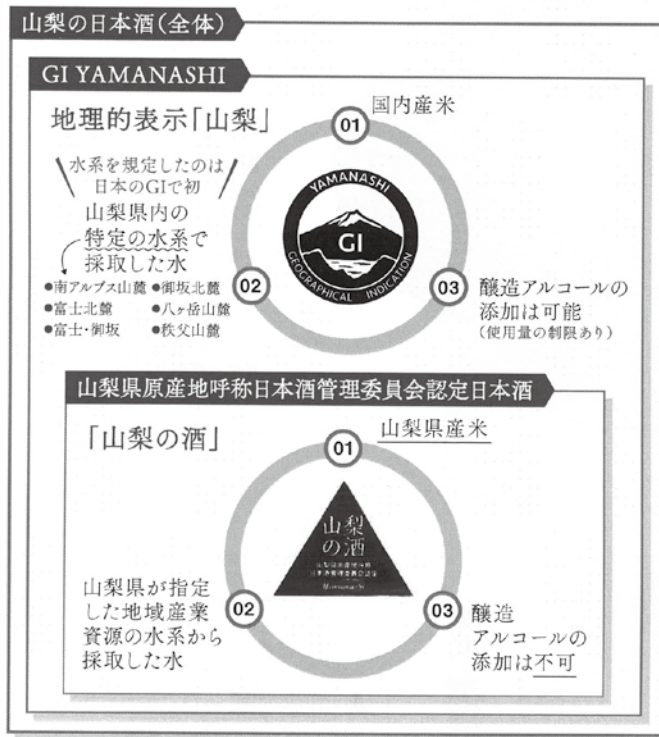 山梨の日本酒(全体)
GI YAMANASHI
地理的表示「山梨」
水系を規定したのは
日本のGIで初
山梨県内の
特定の水系で
採取した水
●南アルプス山麓 ●御坂北麓
●富士北麓 ●八ヶ岳山麓
●富士・御坂 ●秩父山麓
01
国内産米
02
03
醸造アルコールの
添加は可能
(使用量の制限あり)
YAMANASHI
GI
GEOGRAPHICAL INDICATION
山梨県原産地呼称日本酒管理委員会認定日本酒
「山梨の酒」
01
山梨県産米
山梨
の酒
山梨県が指定
した地域産業
資源の水系から
採取した水
02
03
醸造
アルコールの
添加は不可